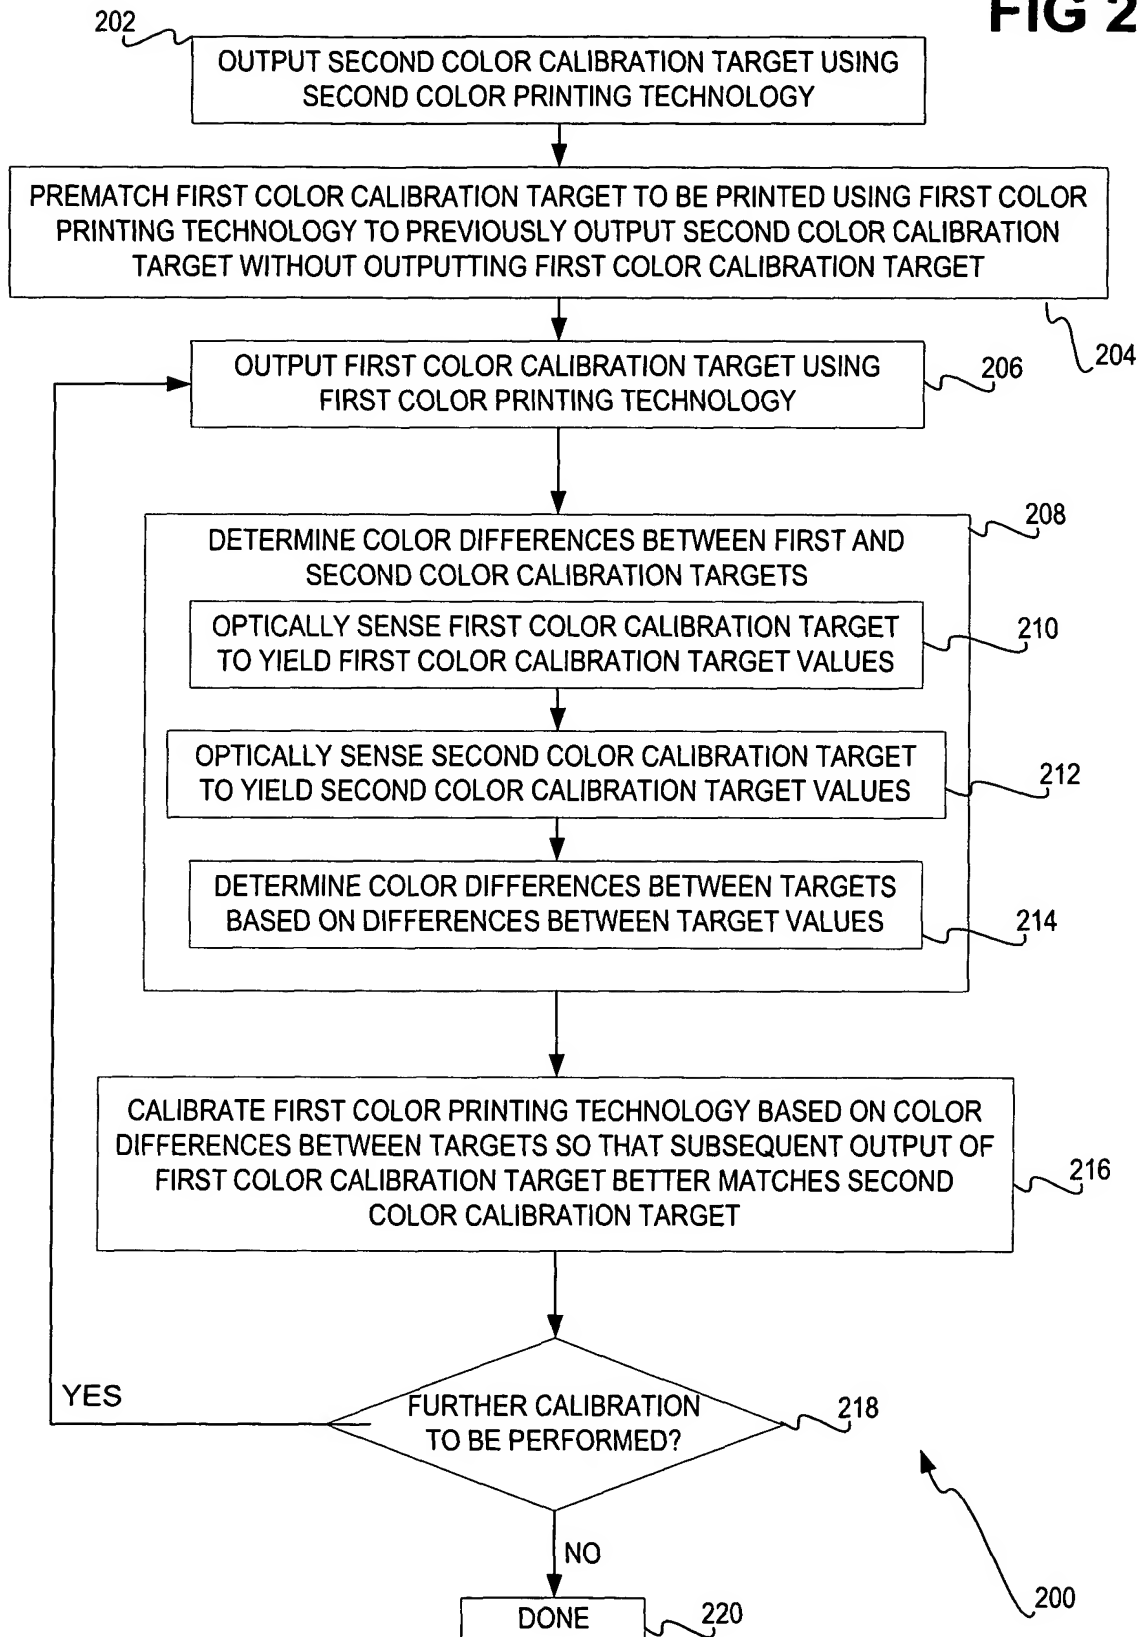 FIG 2
202
OUTPUT SECOND COLOR CALIBRATION TARGET USING
SECOND COLOR PRINTING TECHNOLOGY
PREMATCH FIRST COLOR CALIBRATION TARGET TO BE PRINTED USING FIRST COLOR
PRINTING TECHNOLOGY TO PREVIOUSLY OUTPUT SECOND COLOR CALIBRATION
TARGET WITHOUT OUTPUTTING FIRST COLOR CALIBRATION TARGET
204
OUTPUT FIRST COLOR CALIBRATION TARGET USING
FIRST COLOR PRINTING TECHNOLOGY
206
208
DETERMINE COLOR DIFFERENCES BETWEEN FIRST AND
SECOND COLOR CALIBRATION TARGETS
OPTICALLY SENSE FIRST COLOR CALIBRATION TARGET
TO YIELD FIRST COLOR CALIBRATION TARGET VALUES
210
OPTICALLY SENSE SECOND COLOR CALIBRATION TARGET
TO YIELD SECOND COLOR CALIBRATION TARGET VALUES
212
DETERMINE COLOR DIFFERENCES BETWEEN TARGETS
BASED ON DIFFERENCES BETWEEN TARGET VALUES
214
CALIBRATE FIRST COLOR PRINTING TECHNOLOGY BASED ON COLOR
DIFFERENCES BETWEEN TARGETS SO THAT SUBSEQUENT OUTPUT OF
FIRST COLOR CALIBRATION TARGET BETTER MATCHES SECOND
COLOR CALIBRATION TARGET
216
YES
FURTHER CALIBRATION
TO BE PERFORMED?
218
NO
200
DONE
220